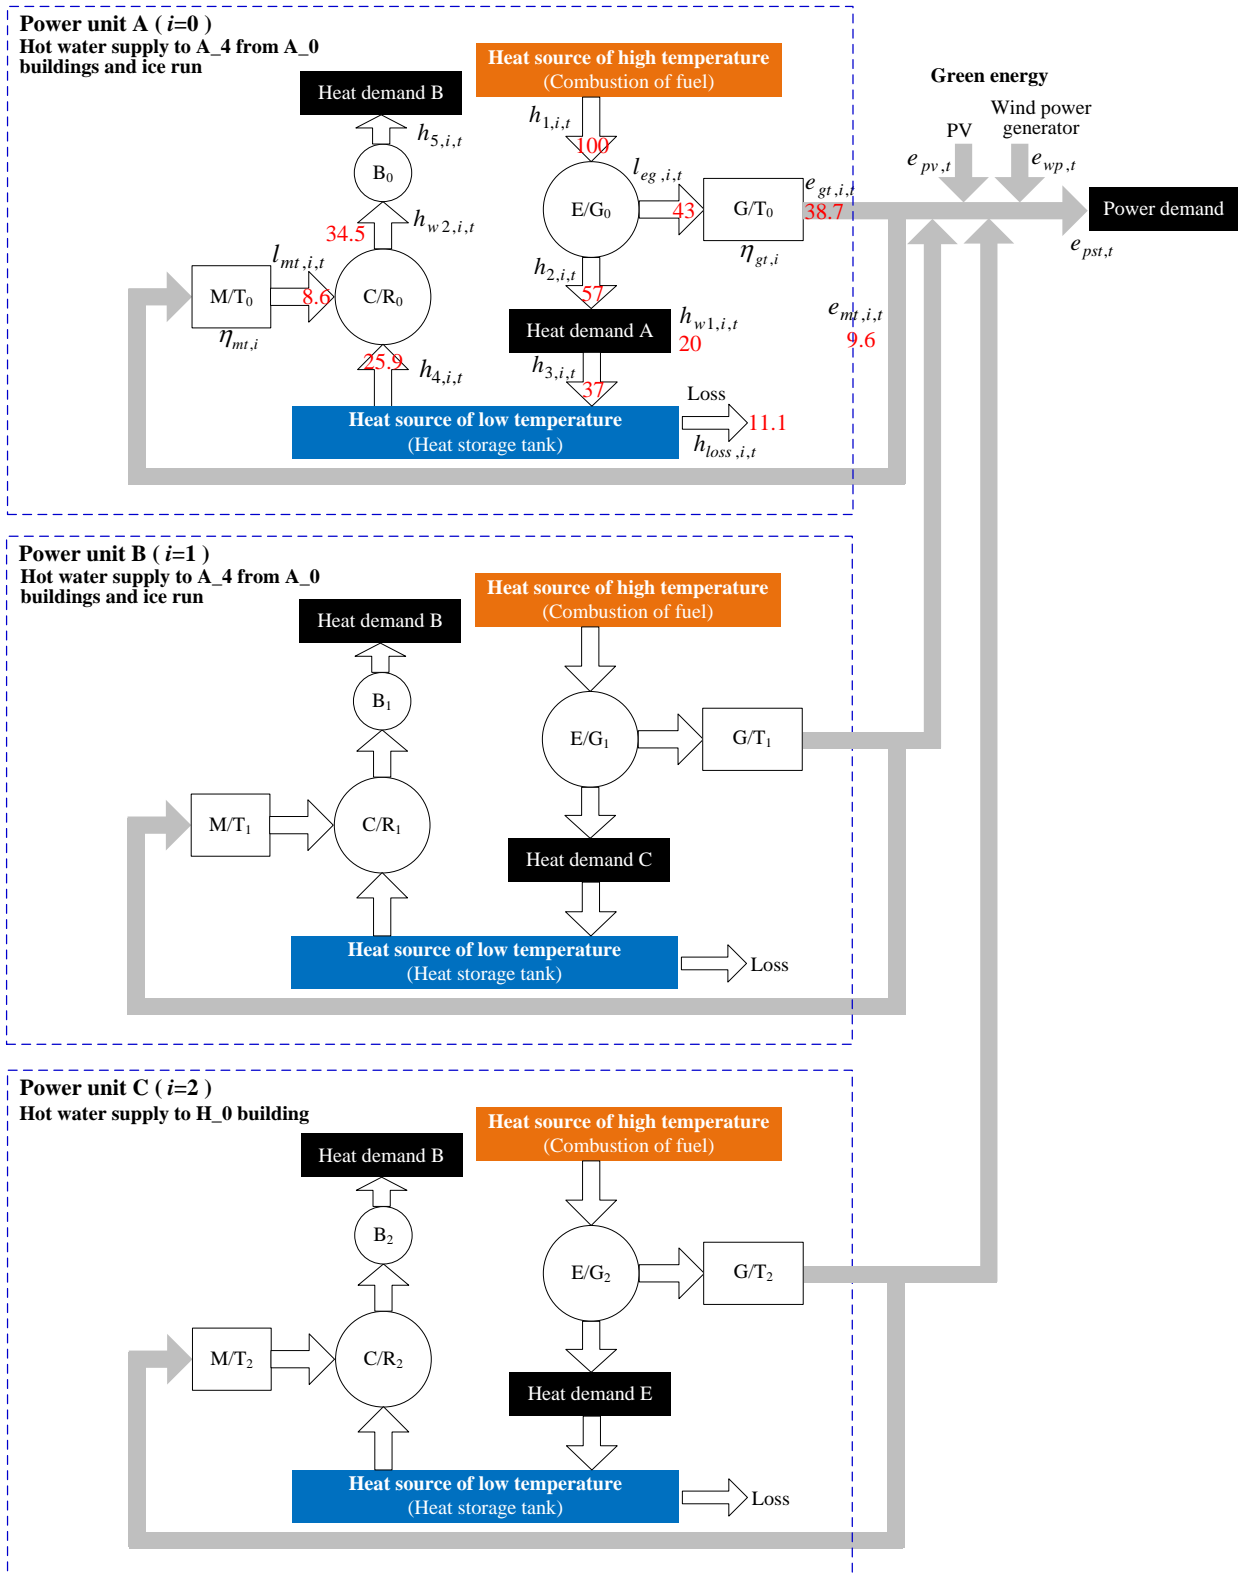 Power unit A ( i=0 )
Hot water supply to A_4 from A_0
buildings and ice run
Heat demand B
h5,i,t
B0
34.5
hw2,i,t
lmt,i,t
M/T0
8.6
C/R0
ηmt,i
25.9
h4,i,t
Heat source of high temperature
(Combustion of fuel)
h1,i,t
100
E/G0
leg,i,t
43
G/T0
ηgt,i
egt,i,t
38.7
h2,i,t
57
Heat demand A
hw1,i,t
20
h3,i,t
37
Heat source of low temperature
(Heat storage tank)
Loss
11.1
hloss,i,t
emt,i,t
9.6
Green energy
Wind power
generator
PV
epv,t
ewp,t
Power demand
epst,t
Power unit B ( i=1 )
Hot water supply to A_4 from A_0
buildings and ice run
Heat demand B
B1
M/T1
C/R1
Heat source of high temperature
(Combustion of fuel)
E/G1
G/T1
Heat demand C
Heat source of low temperature
(Heat storage tank)
Loss
Power unit C ( i=2 )
Hot water supply to H_0 building
Heat demand B
B2
M/T2
C/R2
Heat source of high temperature
(Combustion of fuel)
E/G2
G/T2
Heat demand E
Heat source of low temperature
(Heat storage tank)
Loss